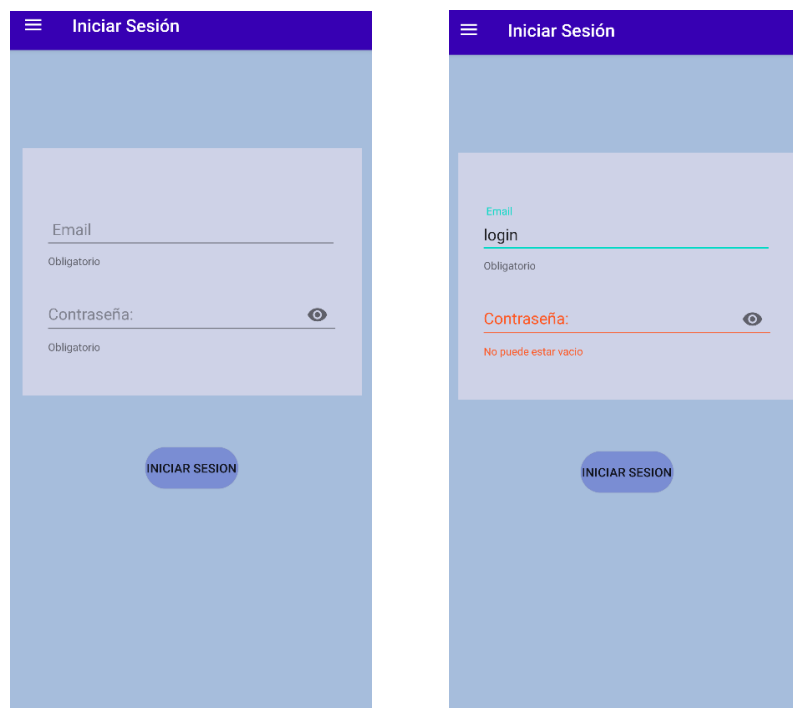 Iniciar Sesión
Email
Obligatorio
Contraseña:
Obligatorio
INICIAR SESION
Iniciar Sesión
Email
login
Obligatorio
Contraseña:
No puede estar vacio
INICIAR SESION